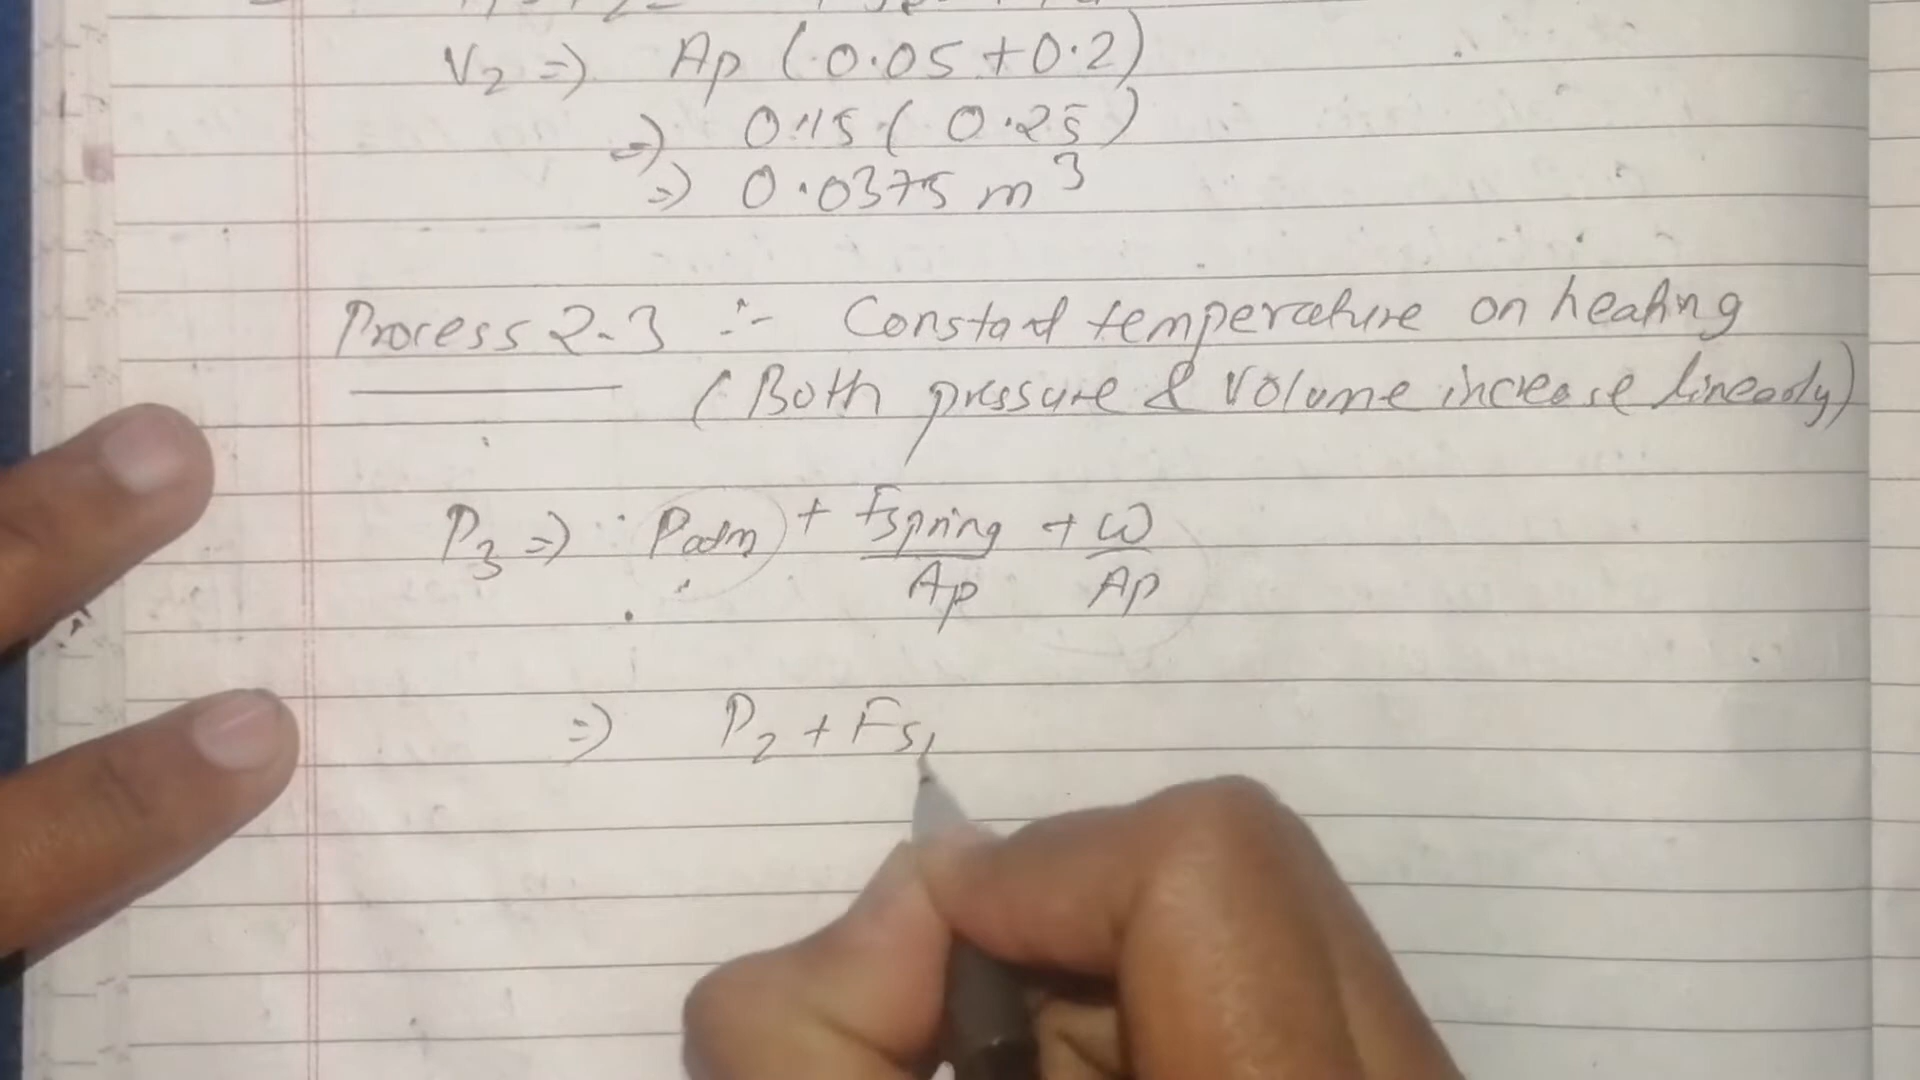 V2 => Ap (0.05+0.2)
=> 0.15 (0.25)
=> 0.0375 m³
Process 2-3 :- Constant temperature on heating
(Both pressure & Volume increase linearly)
P3 => Patm + Fspring/Ap + ω/Ap
=> P2 + Fs